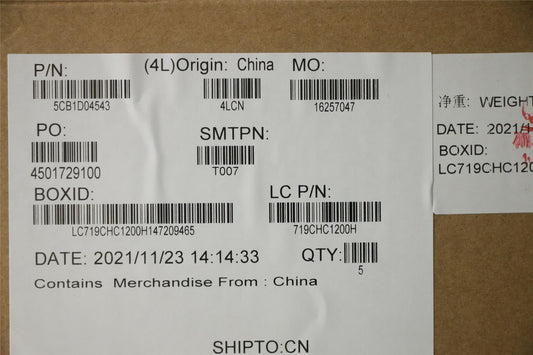 P/N: (4L)Origin: China MO:
5CB1D04543 4LCN 16257047
PO: SMTPN:
4501729100 T007
BOXID: LC P/N:
LC719CHC1200H147209465 719CHC1200H
DATE: 2021/11/23 14:14:33 QTY:
5
Contains Merchandise From : China
SHIPTO:CN
净重: WEIGHT
DATE: 2021/1
BOXID:
LC719CHC120